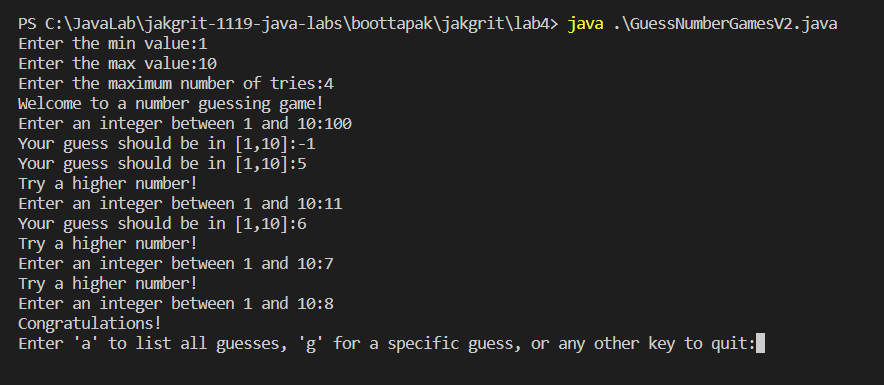 PS C:\JavaLab\jakgrit-1119-java-labs\boottapak\jakgrit\lab4> java .\GuessNumberGamesV2.java
Enter the min value:1
Enter the max value:10
Enter the maximum number of tries:4
Welcome to a number guessing game!
Enter an integer between 1 and 10:100
Your guess should be in [1,10]:-1
Your guess should be in [1,10]:5
Try a higher number!
Enter an integer between 1 and 10:11
Your guess should be in [1,10]:6
Try a higher number!
Enter an integer between 1 and 10:7
Try a higher number!
Enter an integer between 1 and 10:8
Congratulations!
Enter 'a' to list all guesses, 'g' for a specific guess, or any other key to quit: